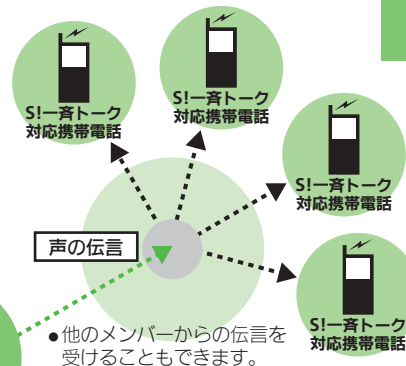 S!一斉トーク
対応携帯電話
S!一斉トーク
対応携帯電話
S!一斉トーク
対応携帯電話
声の伝言
S!一斉トーク
対応携帯電話
●他のメンバーからの伝言を
受けることもできます。